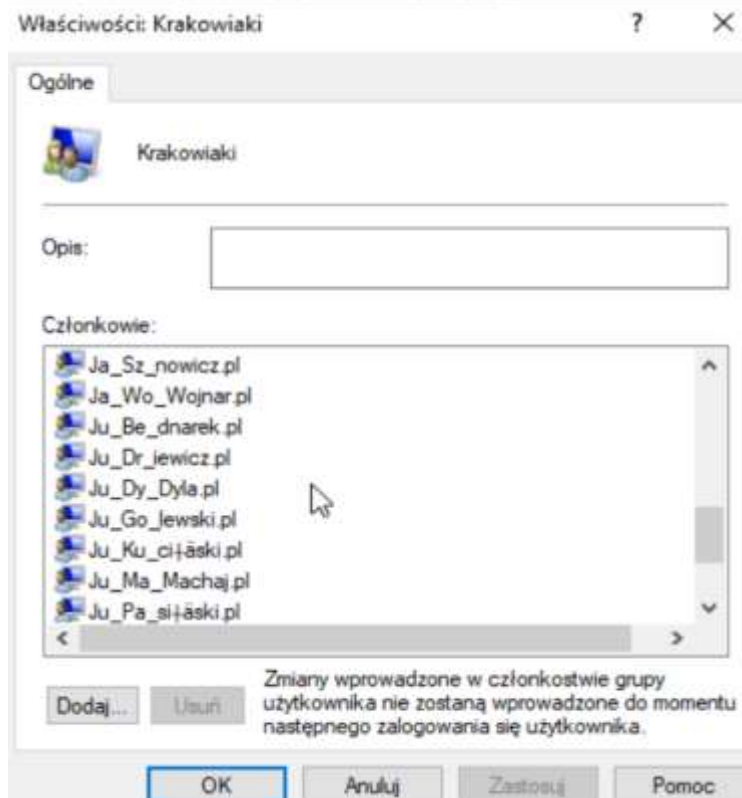 Właściwości: Krakowiaki
?
Ogólne
Krakowiaki
Opis:
Członkowie:
Ja_Sz_nowicz.pl
Ja_Wo_Wojnar.pl
Ju_Be_dnarek.pl
Ju_Dr_iewicz.pl
Ju_Dy_Dyla.pl
Ju_Go_lewski.pl
Ju_Ku_ci┼äski.pl
Ju_Ma_Machaj.pl
Ju_Pa_si┼äski.pl
Dodaj...
Usuń
Zmiany wprowadzone w członkostwie grupy
użytkownika nie zostaną wprowadzone do momentu
następnego zalogowania się użytkownika.
OK
Anuluj
Zastosuj
Pomoc